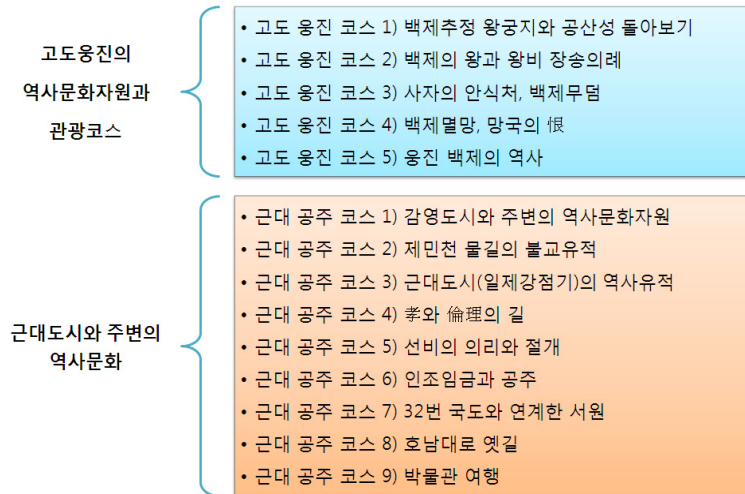 고도웅진의
역사문화자원과
관광코스
• 고도 웅진 코스 1) 백제추정 왕궁지와 공산성 돌아보기
• 고도 웅진 코스 2) 백제의 왕과 왕비 장송의례
• 고도 웅진 코스 3) 사자의 안식처, 백제무덤
• 고도 웅진 코스 4) 백제멸망, 망국의 恨
• 고도 웅진 코스 5) 웅진 백제의 역사
근대도시와 주변의
역사문화
• 근대 공주 코스 1) 감영도시와 주변의 역사문화자원
• 근대 공주 코스 2) 제민천 물길의 불교유적
• 근대 공주 코스 3) 근대도시(일제강점기)의 역사유적
• 근대 공주 코스 4) 孝와 倫理의 길
• 근대 공주 코스 5) 선비의 의리와 절개
• 근대 공주 코스 6) 인조임금과 공주
• 근대 공주 코스 7) 32번 국도와 연계한 서원
• 근대 공주 코스 8) 호남대로 옛길
• 근대 공주 코스 9) 박물관 여행